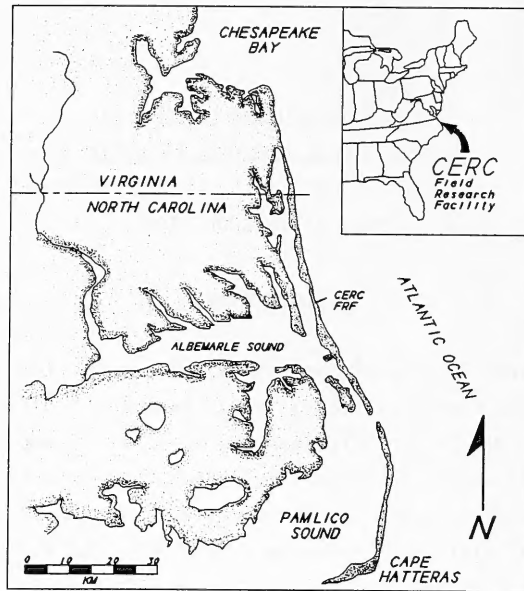 CHESAPEAKE
BAY
CERC
Field
Research
Facility
VIRGINIA
NORTH CAROLINA
CERC
FRF
ATLANTIC OCEAN
ALBEMARLE SOUND
PAMLICO
SOUND
N
0 10 20 30
KM
CAPE
HATTERAS